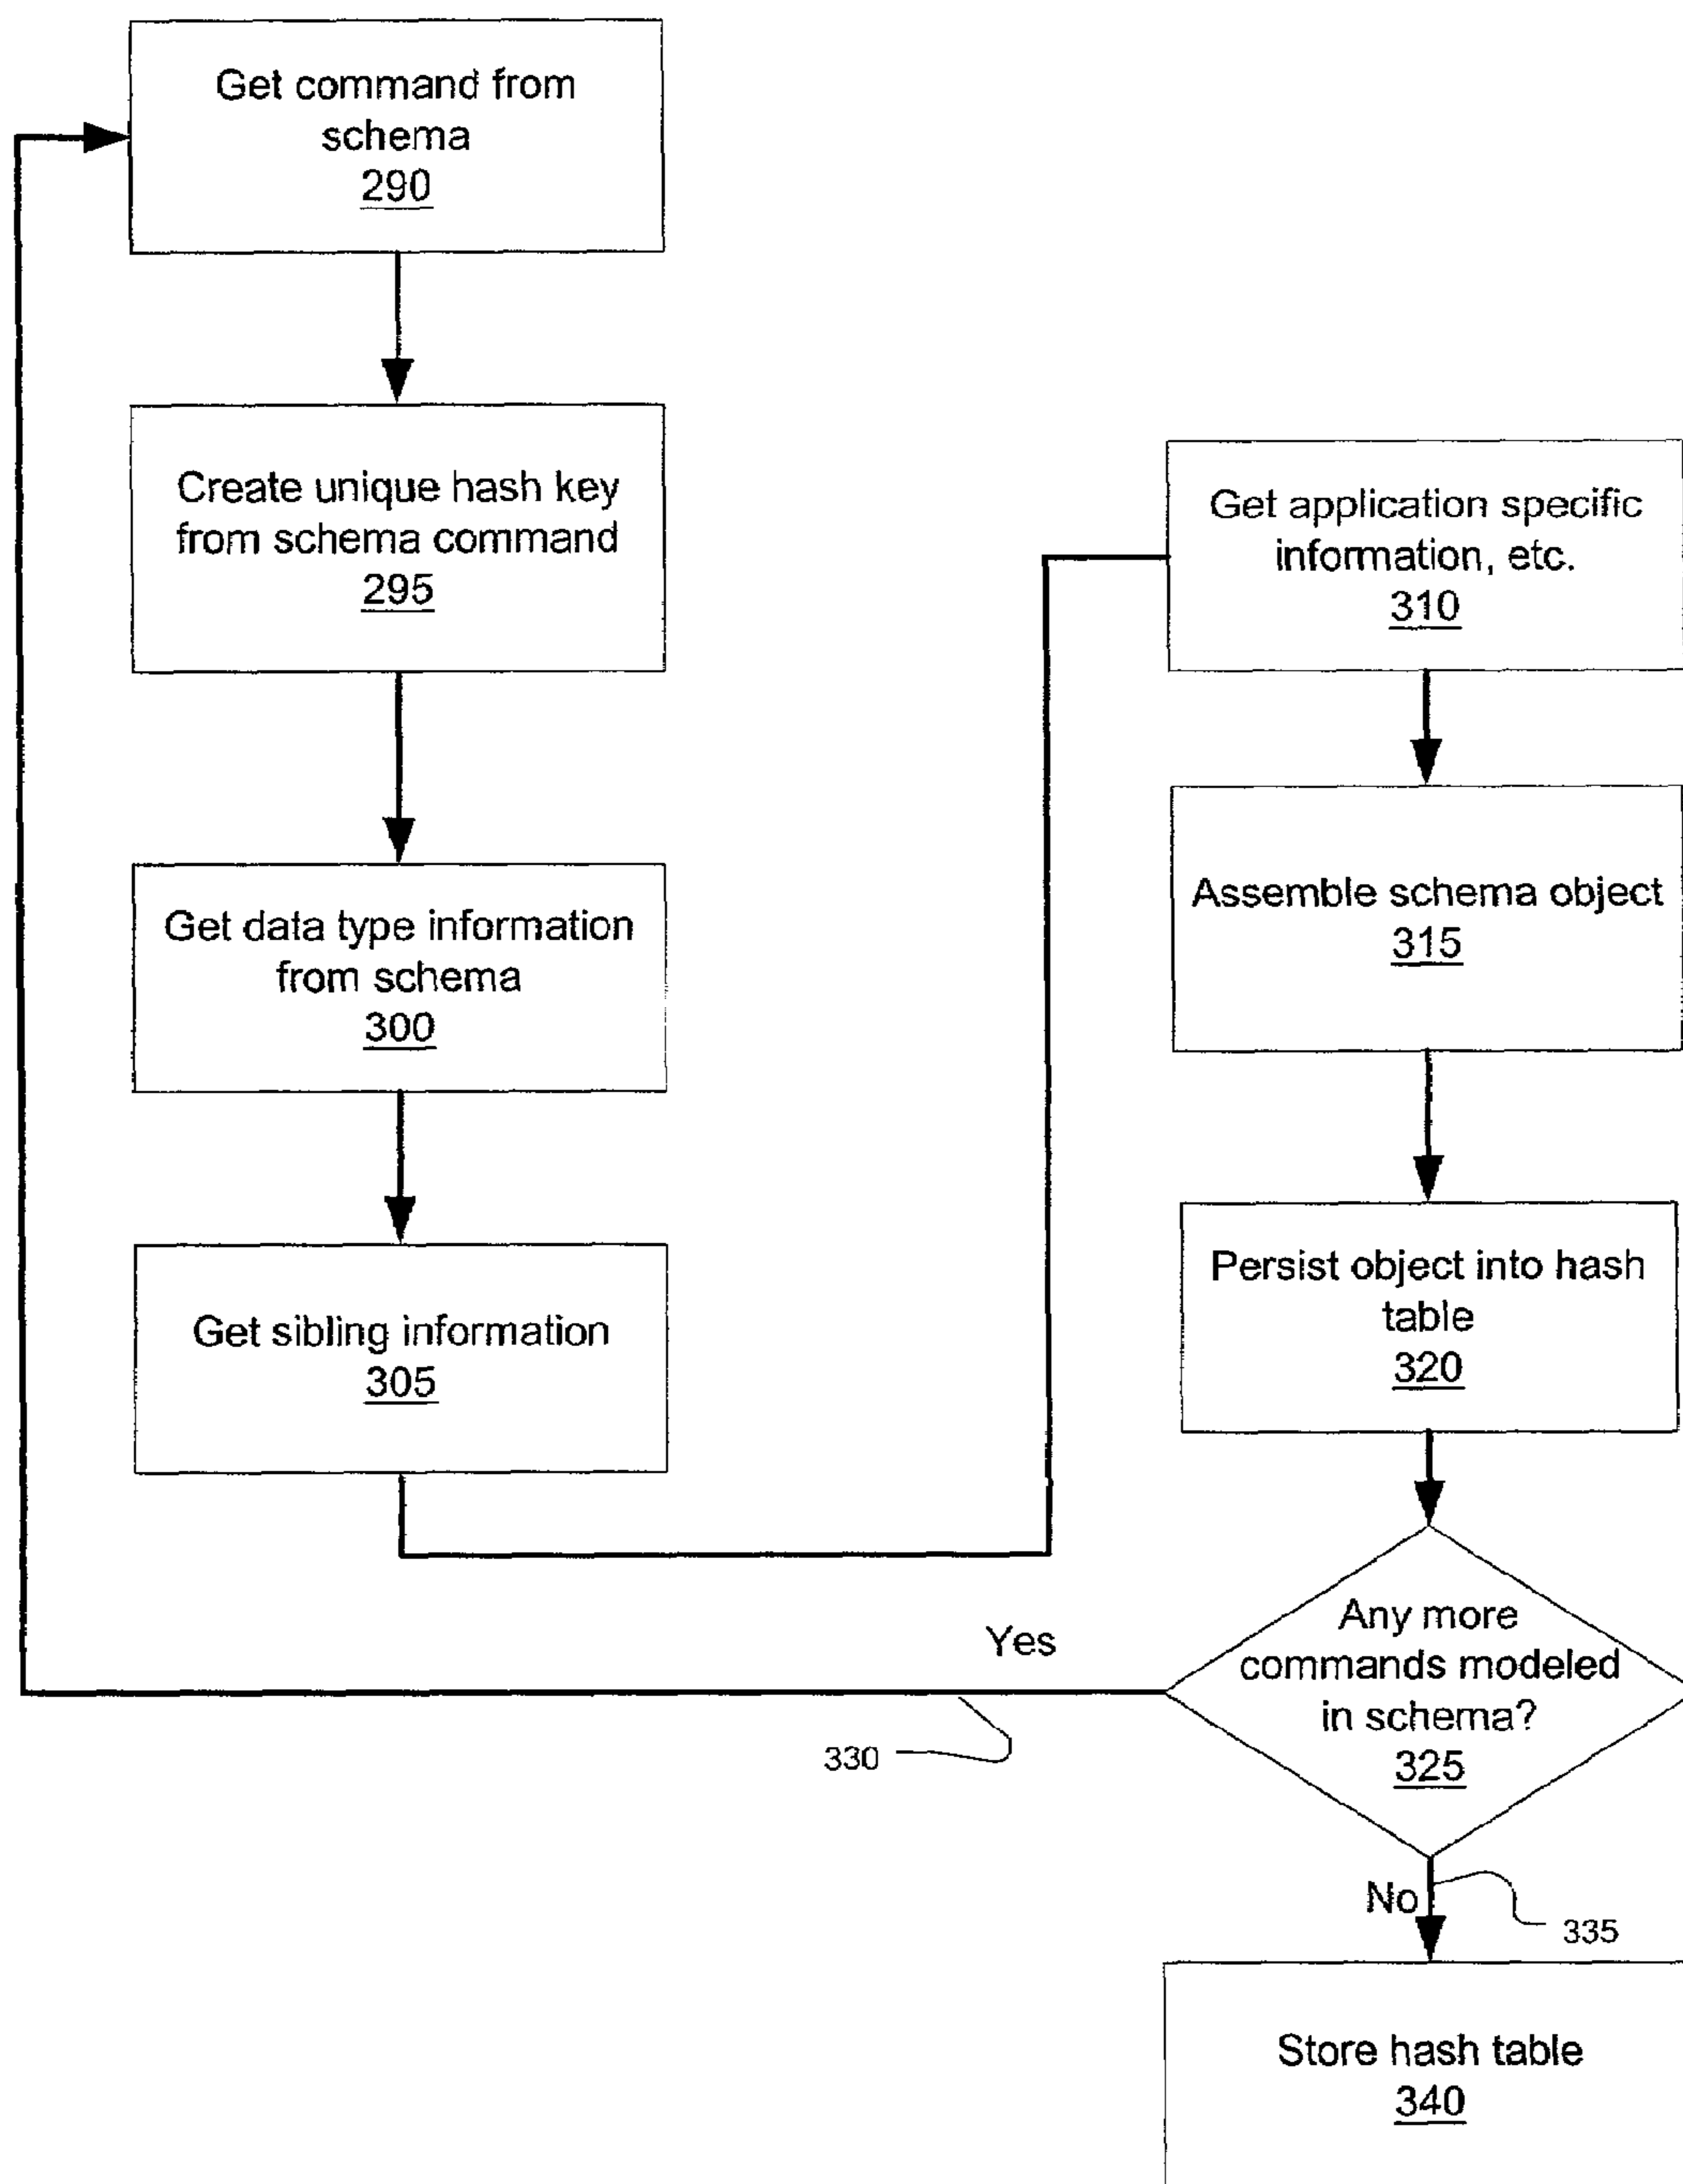 Get command from
schema
290
Create unique hash key
from schema command
295
Get data type information
from schema
300
Get sibling information
305
Get application specific
information, etc.
310
Assemble schema object
315
Persist object into hash
table
320
Any more
commands modeled
in schema?
325
Yes
330
No
335
Store hash table
340